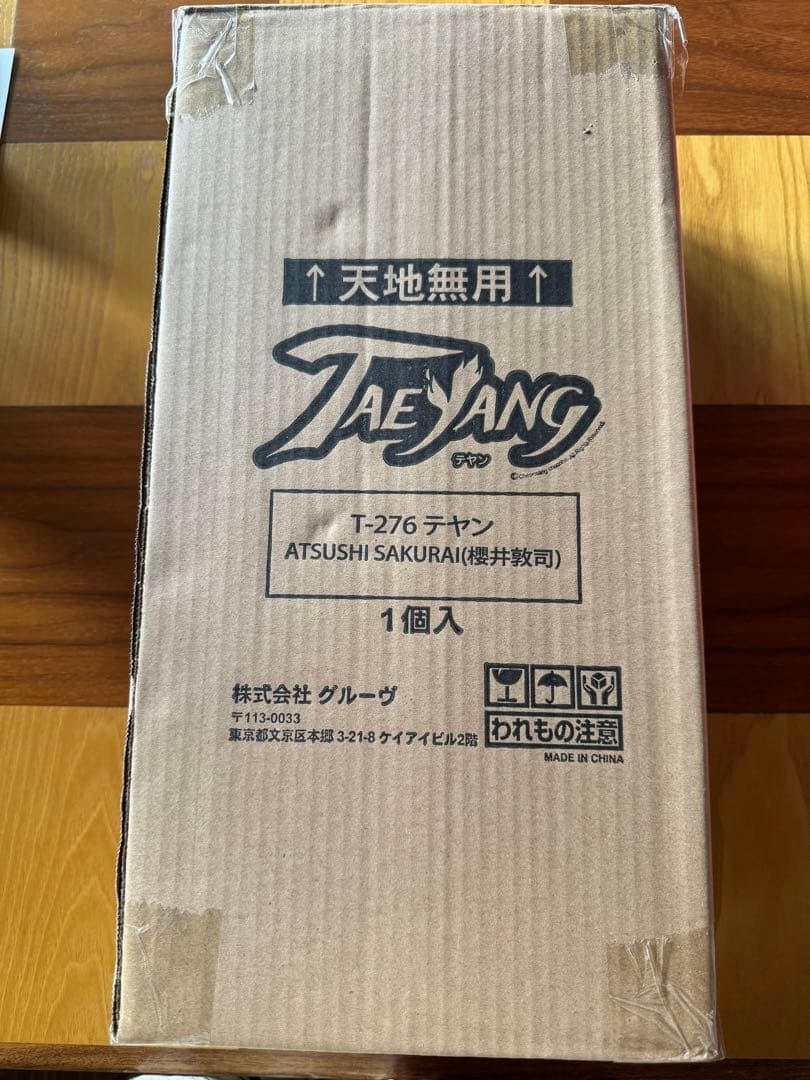 ↑天地無用↑
TAEYANG
テヤン
T-276 テヤン
ATSUSHI SAKURAI(櫻井敦司)
1個入
株式会社 グルーヴ
〒113-0033
東京都文京区本郷 3-21-8 ケイアイビル2階
われもの注意
MADE IN CHINA